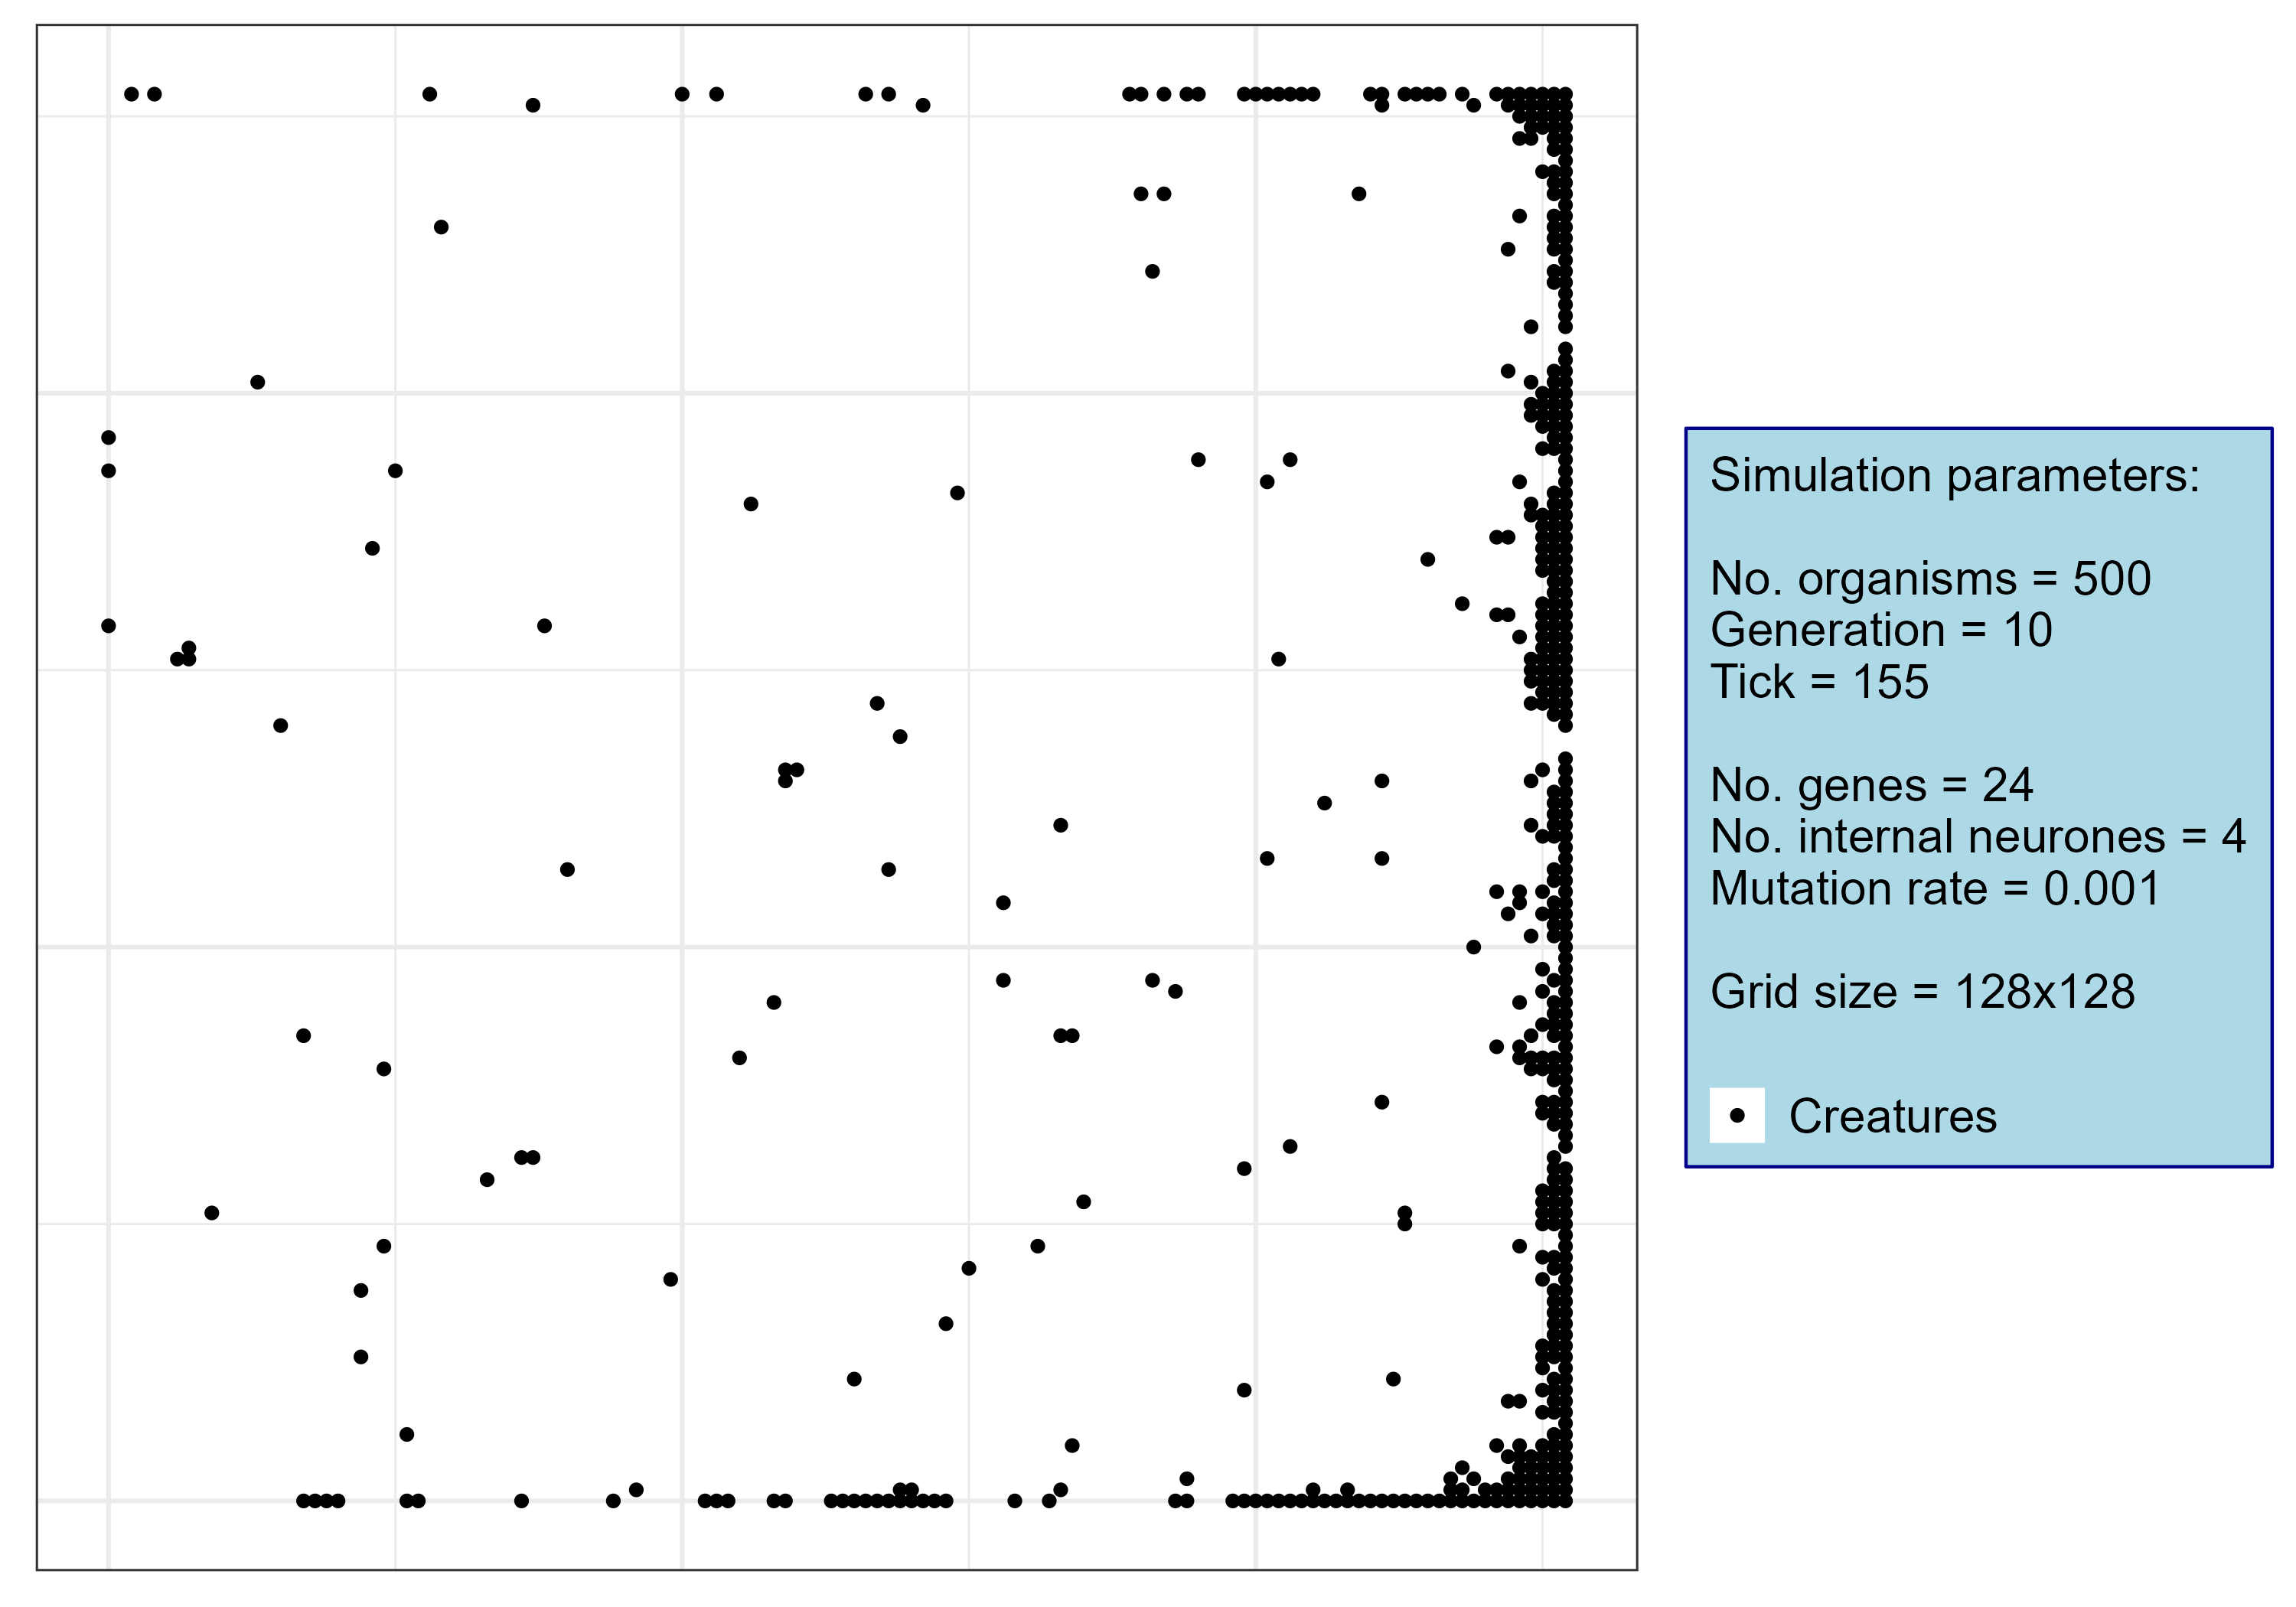 Simulation parameters:
No. organisms = 500
Generation = 10
Tick = 155
No. genes = 24
No. internal neurones = 4
Mutation rate = 0.001
Grid size = 128x128
Creatures